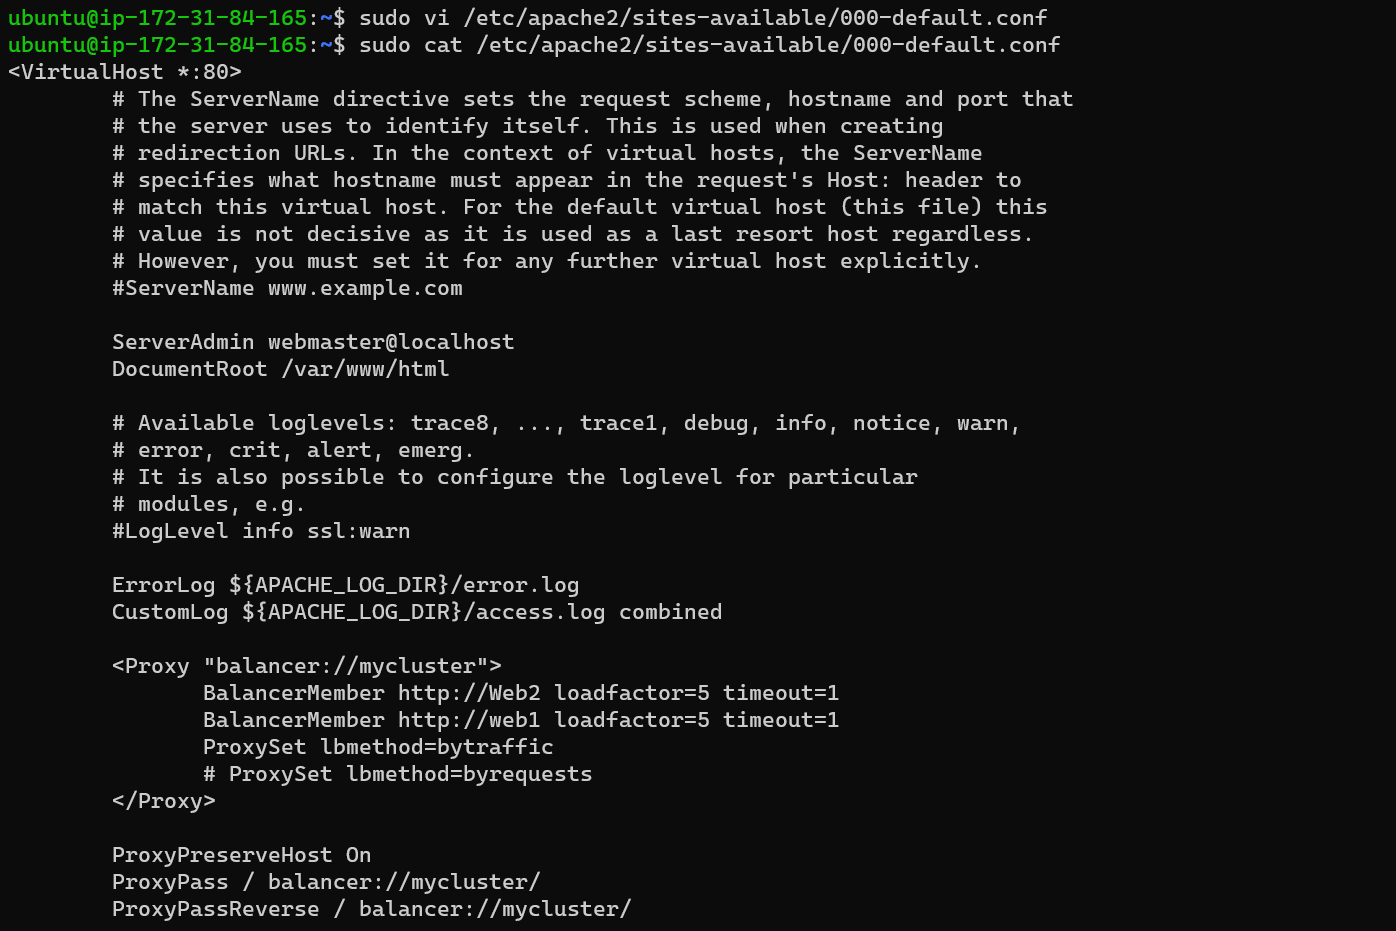 ubuntu@ip-172-31-84-165:~$ sudo vi /etc/apache2/sites-available/000-default.conf
ubuntu@ip-172-31-84-165:~$ sudo cat /etc/apache2/sites-available/000-default.conf
<VirtualHost *:80>
        # The ServerName directive sets the request scheme, hostname and port that
        # the server uses to identify itself. This is used when creating
        # redirection URLs. In the context of virtual hosts, the ServerName
        # specifies what hostname must appear in the request's Host: header to
        # match this virtual host. For the default virtual host (this file) this
        # value is not decisive as it is used as a last resort host regardless.
        # However, you must set it for any further virtual host explicitly.
        #ServerName www.example.com

        ServerAdmin webmaster@localhost
        DocumentRoot /var/www/html

        # Available loglevels: trace8, ..., trace1, debug, info, notice, warn,
        # error, crit, alert, emerg.
        # It is also possible to configure the loglevel for particular
        # modules, e.g.
        #LogLevel info ssl:warn

        ErrorLog ${APACHE_LOG_DIR}/error.log
        CustomLog ${APACHE_LOG_DIR}/access.log combined

        <Proxy "balancer://mycluster">
               BalancerMember http://Web2 loadfactor=5 timeout=1
               BalancerMember http://web1 loadfactor=5 timeout=1
               ProxySet lbmethod=bytraffic
               # ProxySet lbmethod=byrequests
        </Proxy>

        ProxyPreserveHost On
        ProxyPass / balancer://mycluster/
        ProxyPassReverse / balancer://mycluster/